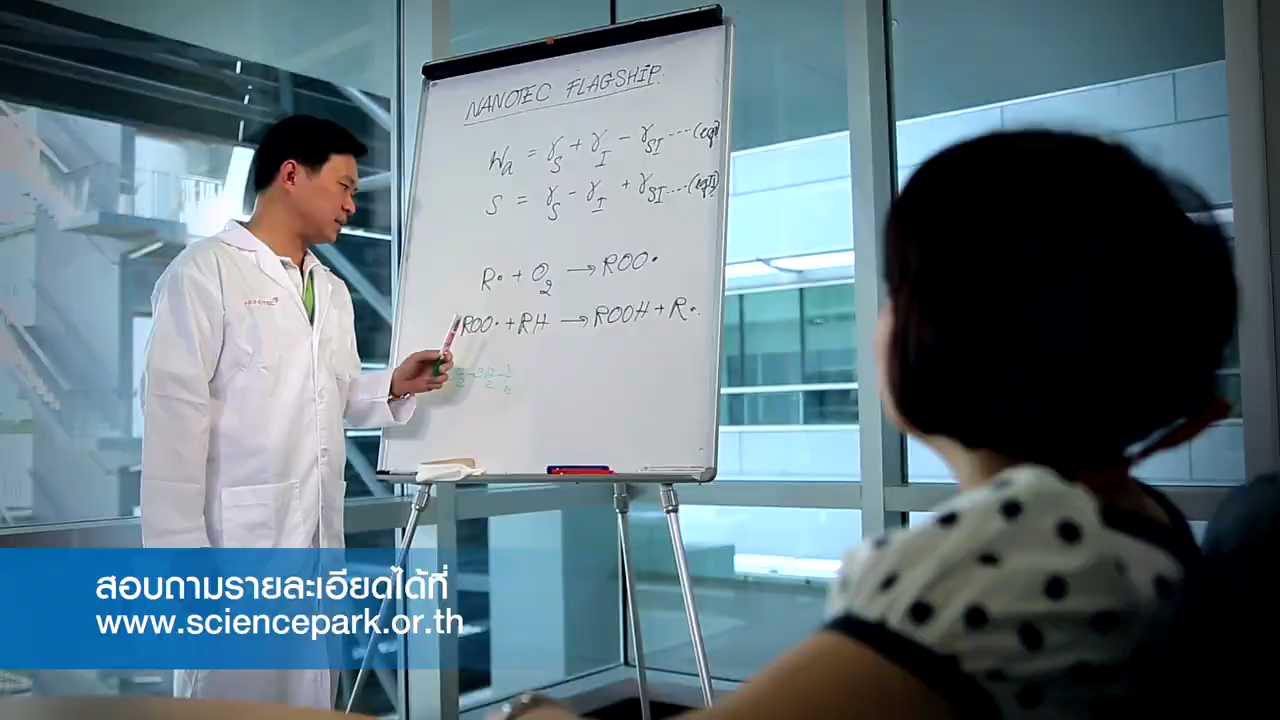 NANOTEC FLAGSHIP.
Wa = γS + γI − γSI ....(eqI)
S = γS − γI + γSI ....(eqII)
R• + O2 → ROO•
ROO• + RH → ROOH + R•.
NANOTEC
สอบถามรายละเอียดได้ที่
www.sciencepark.or.th